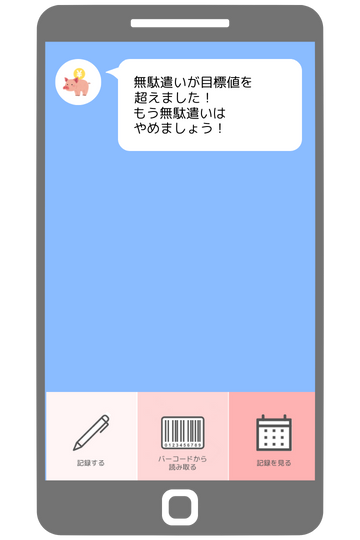 無駄遣いが目標値を
超えました！
もう無駄遣いは
やめましょう！
記録する
0123456789
バーコードから
読み取る
記録を見る